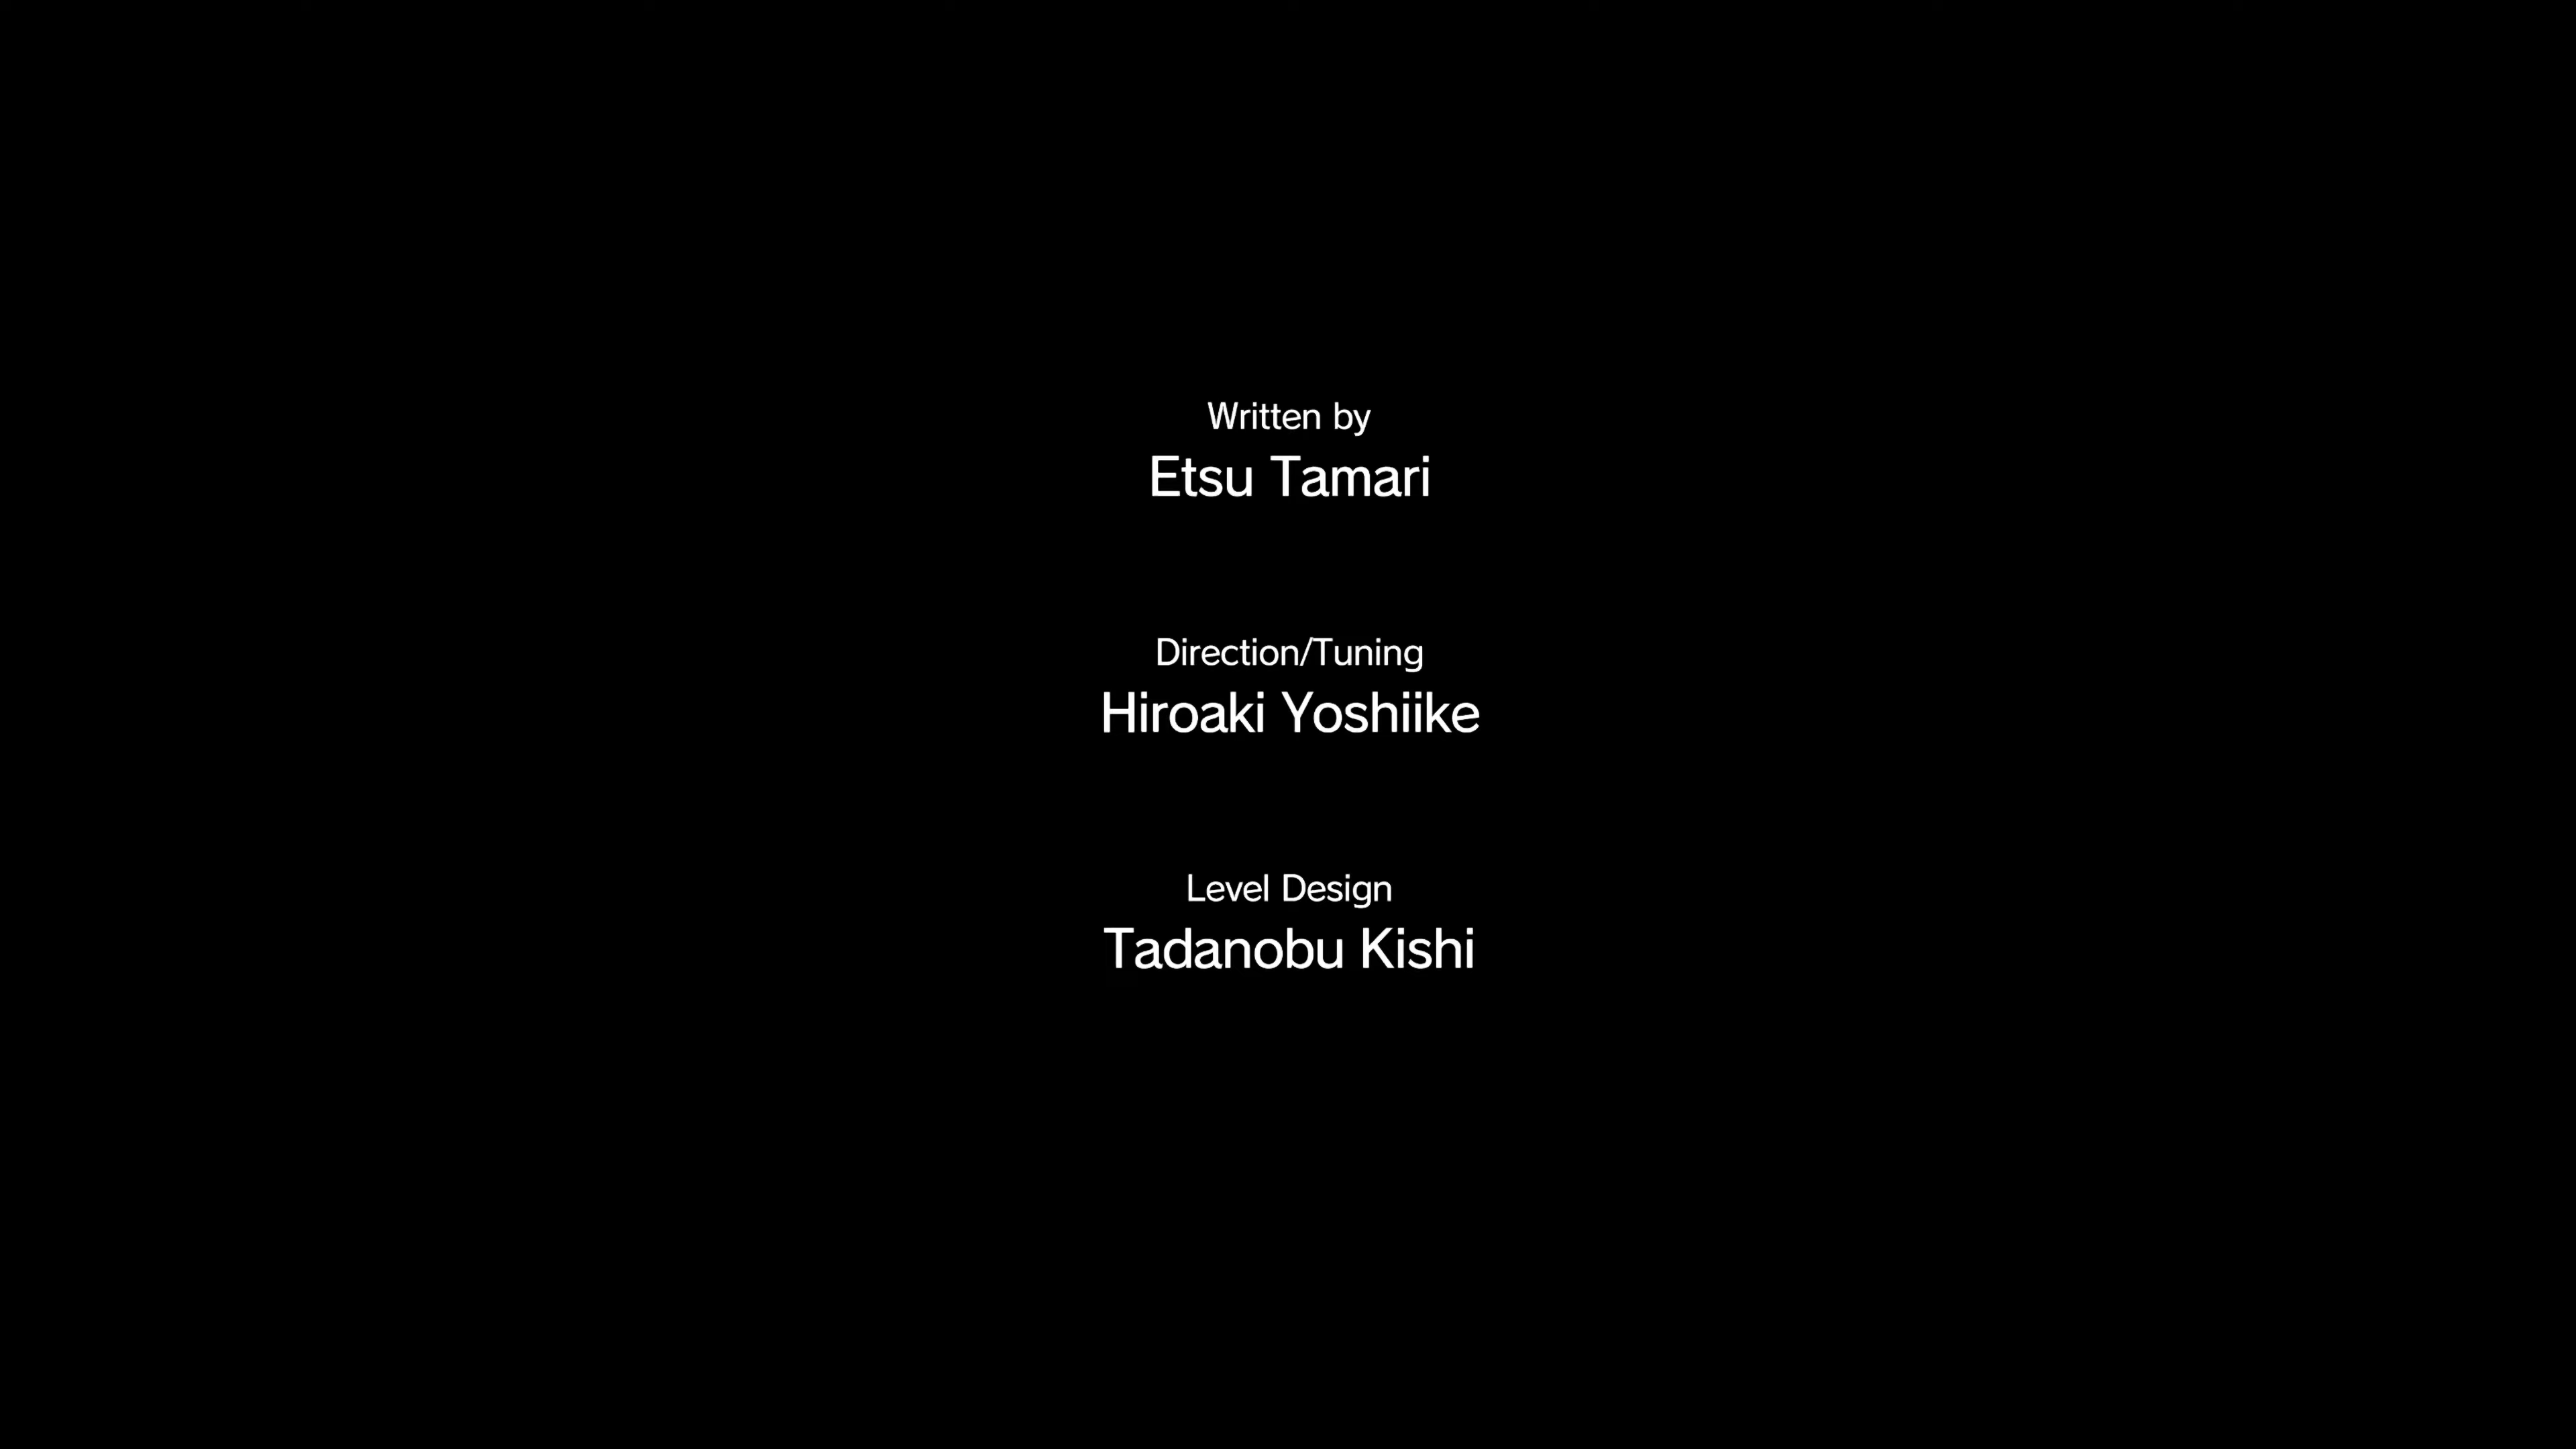 Written by
Etsu Tamari
Direction/Tuning
Hiroaki Yoshiike
Level Design
Tadanobu Kishi